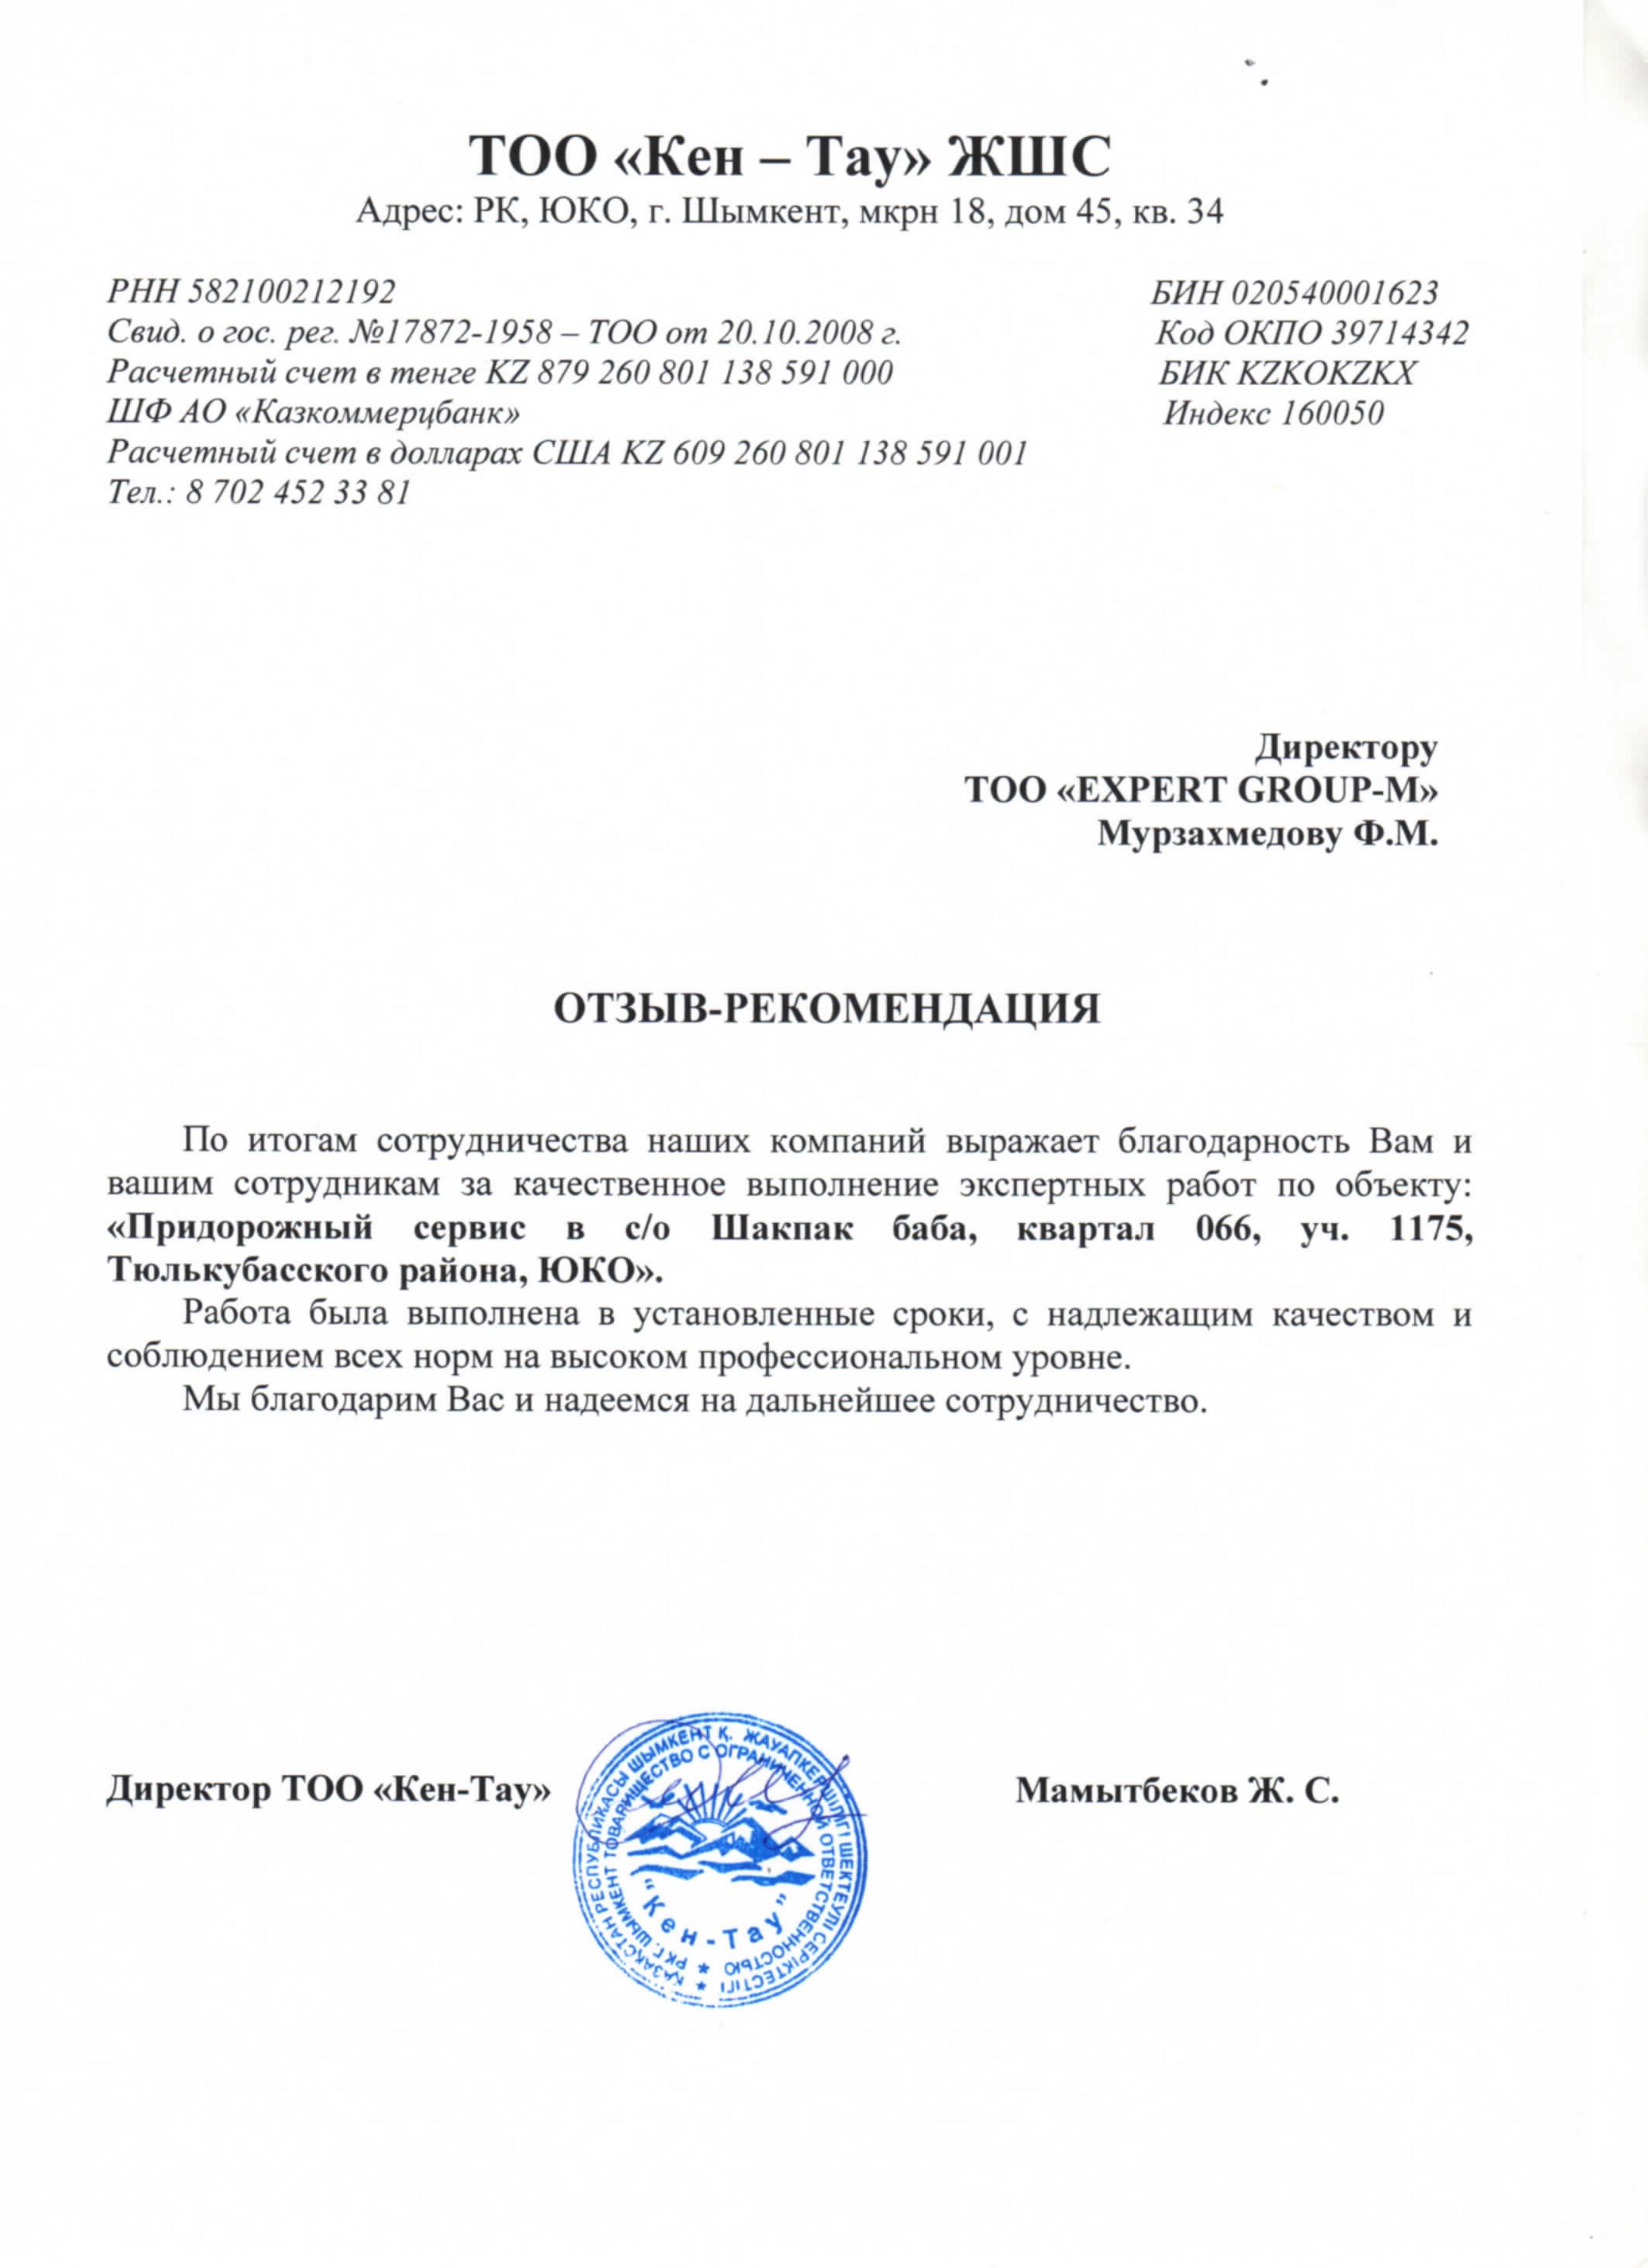 ТОО «Кен – Тау» ЖШС
Адрес: РК, ЮКО, г. Шымкент, мкрн 18, дом 45, кв. 34
РНН 582100212192 БИН 020540001623
Свид. о гос. рег. №17872-1958 – ТОО от 20.10.2008 г. Код ОКПО 39714342
Расчетный счет в тенге KZ 879 260 801 138 591 000 БИК KZKOKZKX
ШФ АО «Казкоммерцбанк» Индекс 160050
Расчетный счет в долларах США KZ 609 260 801 138 591 001
Тел.: 8 702 452 33 81
Директору
ТОО «EXPERT GROUP-M»
Мурзахмедову Ф.М.
ОТЗЫВ-РЕКОМЕНДАЦИЯ
По итогам сотрудничества наших компаний выражает благодарность Вам и
вашим сотрудникам за качественное выполнение экспертных работ по объекту:
«Придорожный сервис в с/о Шакпак баба, квартал 066, уч. 1175,
Тюлькубасского района, ЮКО».
Работа была выполнена в установленные сроки, с надлежащим качеством и
соблюдением всех норм на высоком профессиональном уровне.
Мы благодарим Вас и надеемся на дальнейшее сотрудничество.
Директор ТОО «Кен-Тау» Мамытбеков Ж. С.
ҚАЗАҚСТАН РЕСПУБЛИКАСЫ ШЫМКЕНТ Қ. ЖАУАПКЕРШІЛІГІ ШЕКТЕУЛІ СЕРІКТЕСТІГІ
РК Г. ШЫМКЕНТ ТОВАРИЩЕСТВО С ОГРАНИЧЕННОЙ ОТВЕТСТВЕННОСТЬЮ
"Кен-Тау"